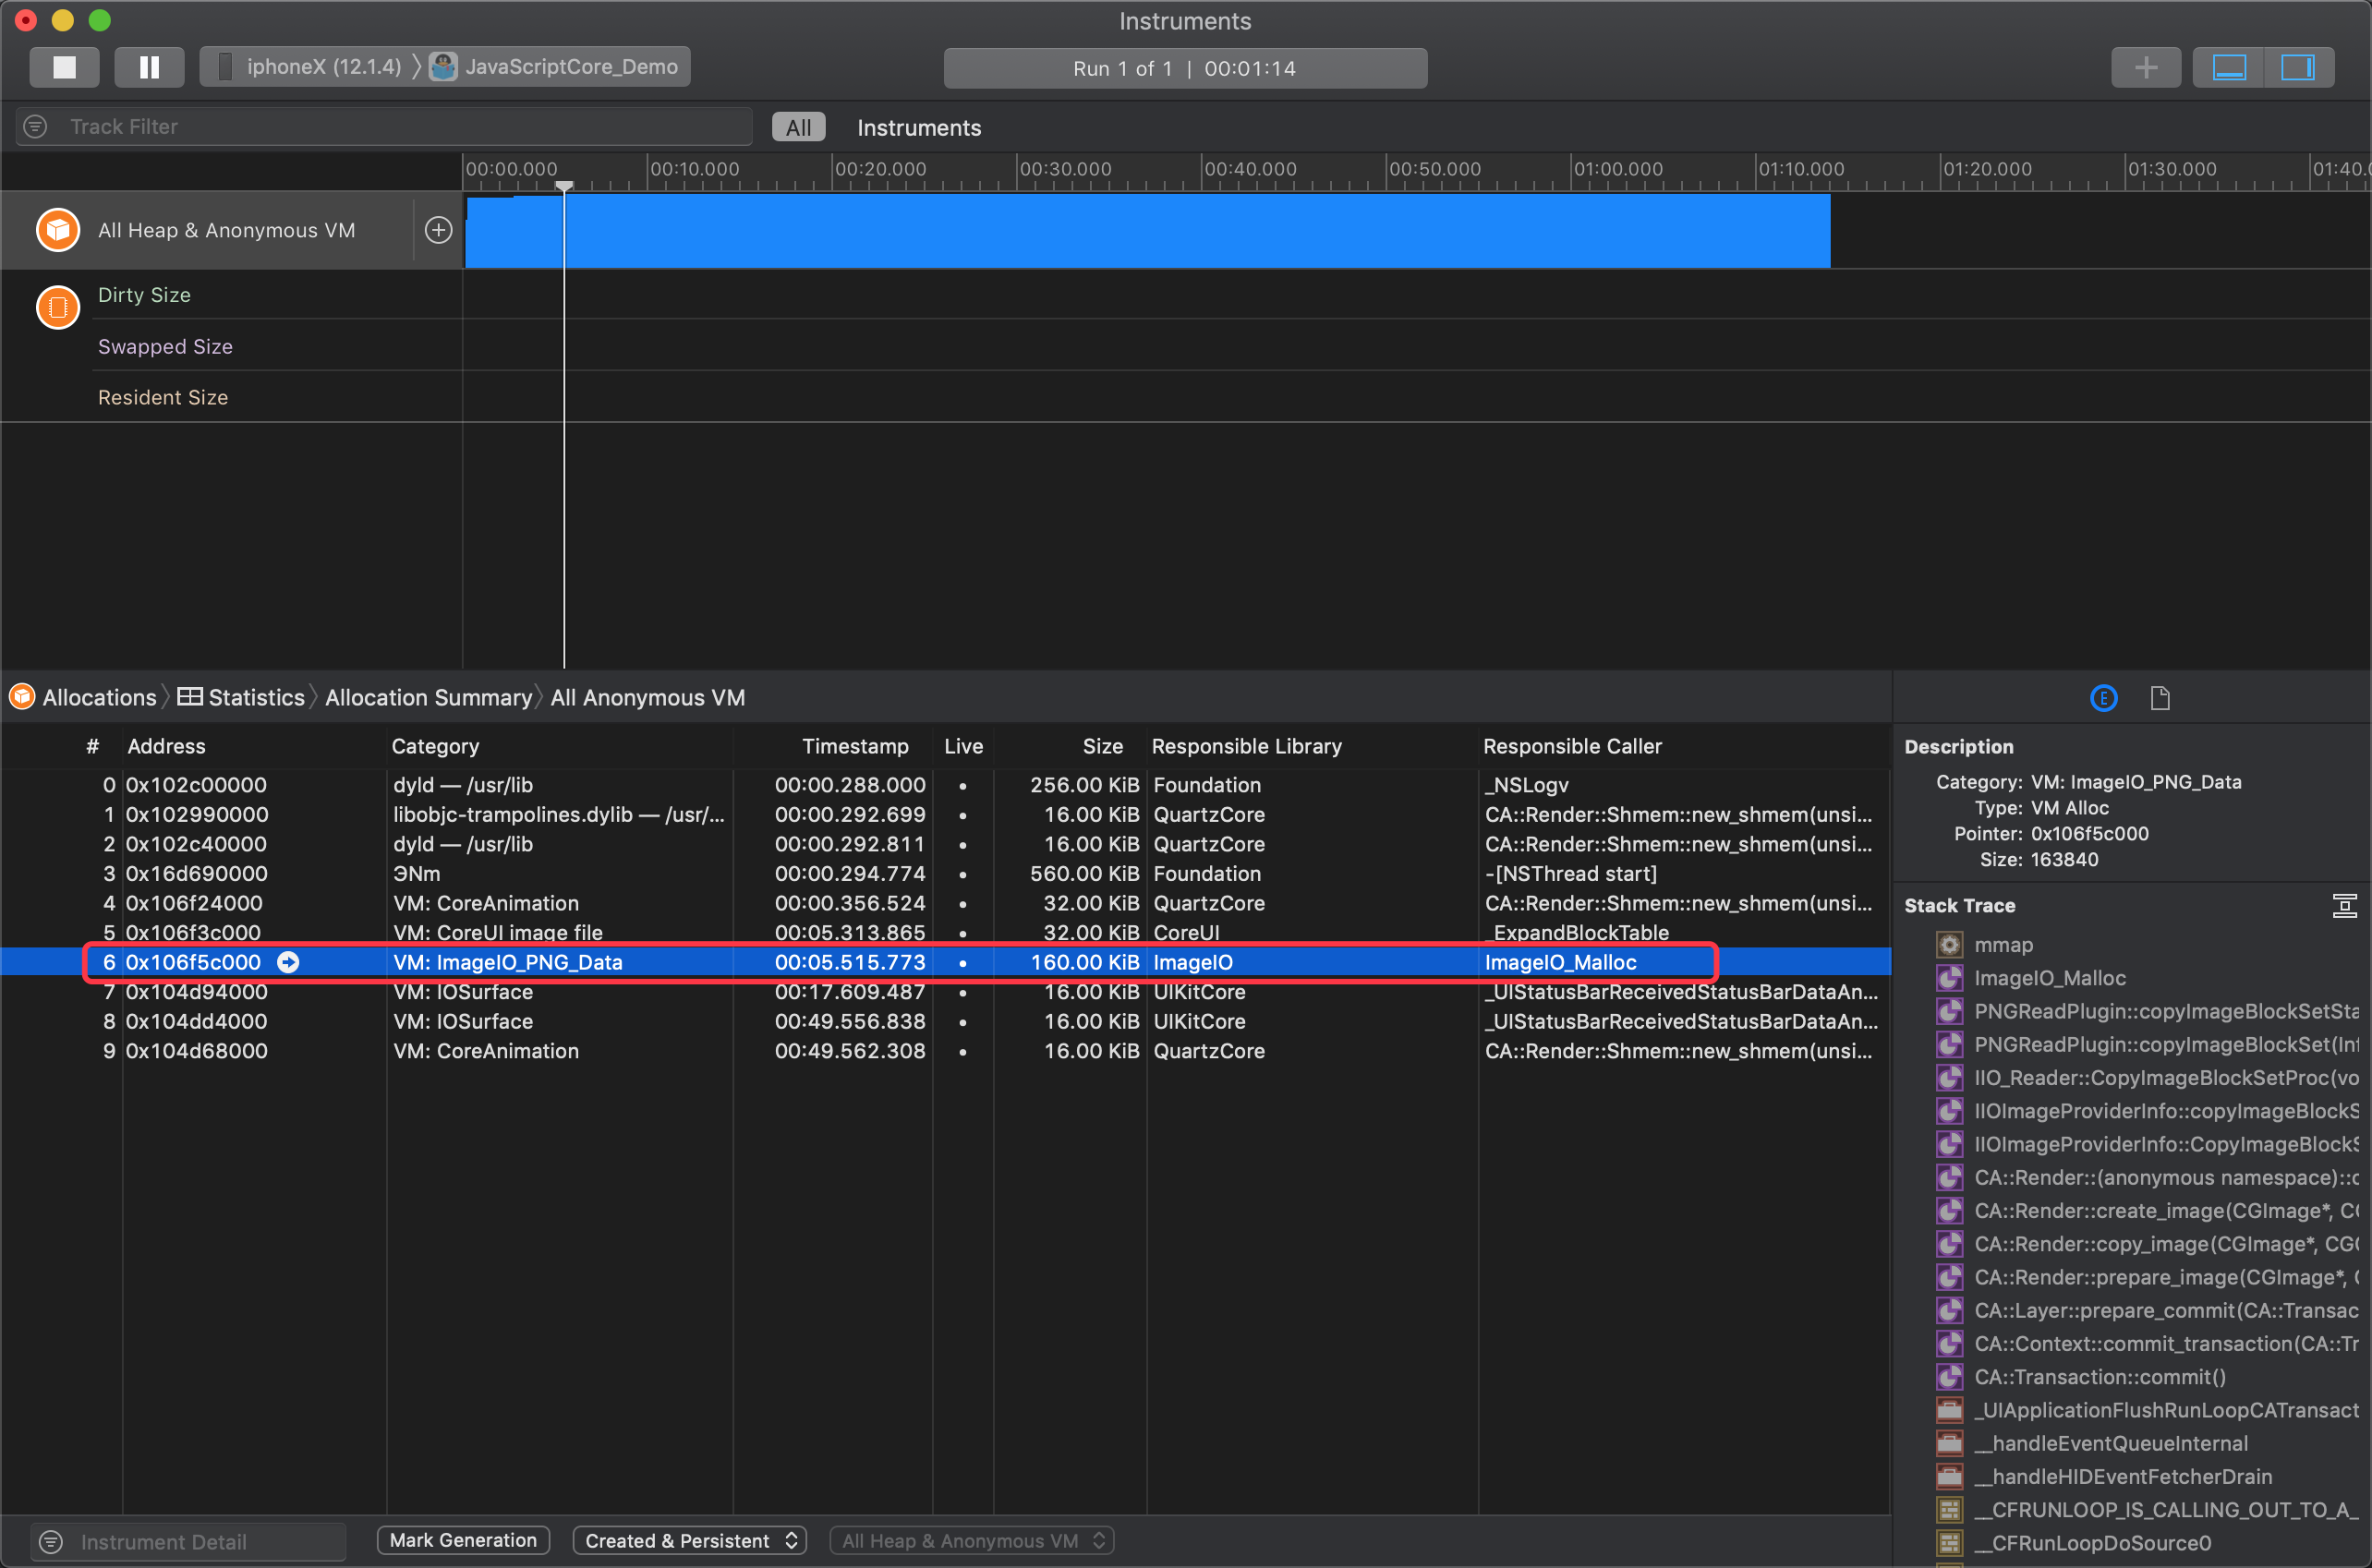 Instruments
iphoneX (12.1.4) 〉 JavaScriptCore_Demo
Run 1 of 1 | 00:01:14
Track Filter
All Instruments
00:00.000 00:10.000 00:20.000 00:30.000 00:40.000 00:50.000 01:00.000 01:10.000 01:20.000 01:30.000 01:40.
All Heap & Anonymous VM
Dirty Size
Swapped Size
Resident Size
Allocations 〉 Statistics 〉 Allocation Summary 〉 All Anonymous VM
# Address Category Timestamp Live Size Responsible Library Responsible Caller
0 0x102c00000 dyld — /usr/lib 00:00.288.000 • 256.00 KiB Foundation _NSLogv
1 0x102990000 libobjc-trampolines.dylib — /usr/... 00:00.292.699 • 16.00 KiB QuartzCore CA::Render::Shmem::new_shmem(unsi...
2 0x102c40000 dyld — /usr/lib 00:00.292.811 • 16.00 KiB QuartzCore CA::Render::Shmem::new_shmem(unsi...
3 0x16d690000 ЭNm 00:00.294.774 • 560.00 KiB Foundation -[NSThread start]
4 0x106f24000 VM: CoreAnimation 00:00.356.524 • 32.00 KiB QuartzCore CA::Render::Shmem::new_shmem(unsi...
5 0x106f3c000 VM: CoreUI image file 00:05.313.865 • 32.00 KiB CoreUI _ExpandBlockTable
6 0x106f5c000 VM: ImageIO_PNG_Data 00:05.515.773 • 160.00 KiB ImageIO ImageIO_Malloc
7 0x104d94000 VM: IOSurface 00:17.609.487 • 16.00 KiB UIKitCore _UIStatusBarReceivedStatusBarDataAn...
8 0x104dd4000 VM: IOSurface 00:49.556.838 • 16.00 KiB UIKitCore _UIStatusBarReceivedStatusBarDataAn...
9 0x104d68000 VM: CoreAnimation 00:49.562.308 • 16.00 KiB QuartzCore CA::Render::Shmem::new_shmem(unsi...
Instrument Detail Mark Generation Created & Persistent All Heap & Anonymous VM
E
Description
Category: VM: ImageIO_PNG_Data
Type: VM Alloc
Pointer: 0x106f5c000
Size: 163840
Stack Trace
mmap
ImageIO_Malloc
PNGReadPlugin::copyImageBlockSetSta
PNGReadPlugin::copyImageBlockSet(Inf
IIO_Reader::CopyImageBlockSetProc(vo
IIOImageProviderInfo::copyImageBlockS
IIOImageProviderInfo::CopyImageBlockS
CA::Render::(anonymous namespace)::c
CA::Render::create_image(CGImage*, CG
CA::Render::copy_image(CGImage*, CGC
CA::Render::prepare_image(CGImage*, C
CA::Layer::prepare_commit(CA::Transac
CA::Context::commit_transaction(CA::Tr
CA::Transaction::commit()
_UIApplicationFlushRunLoopCATransact
__handleEventQueueInternal
__handleHIDEventFetcherDrain
__CFRUNLOOP_IS_CALLING_OUT_TO_A_
__CFRunLoopDoSource0